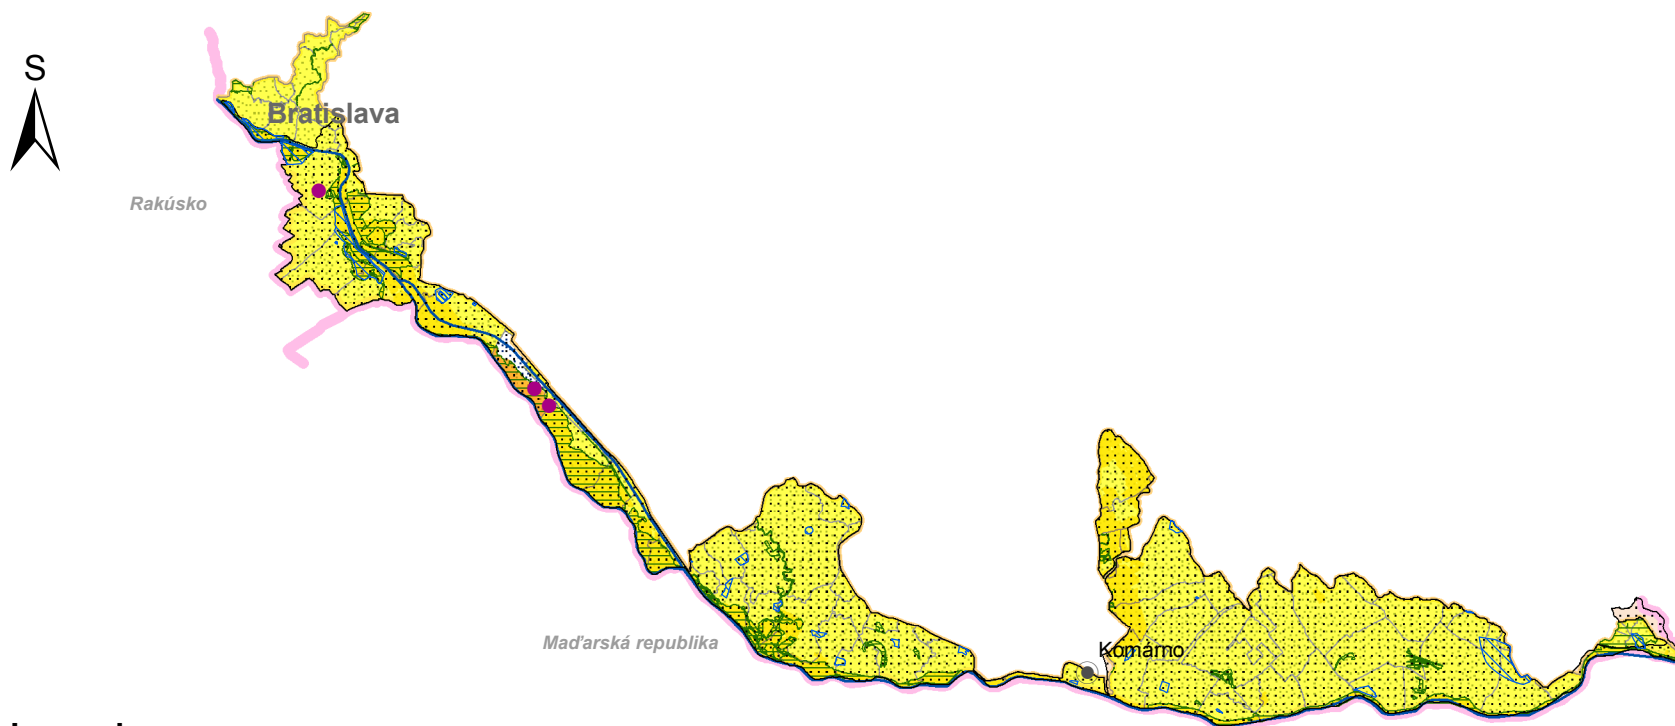 S
Bratislava
Rakúsko
Maďarská republika
Komárno